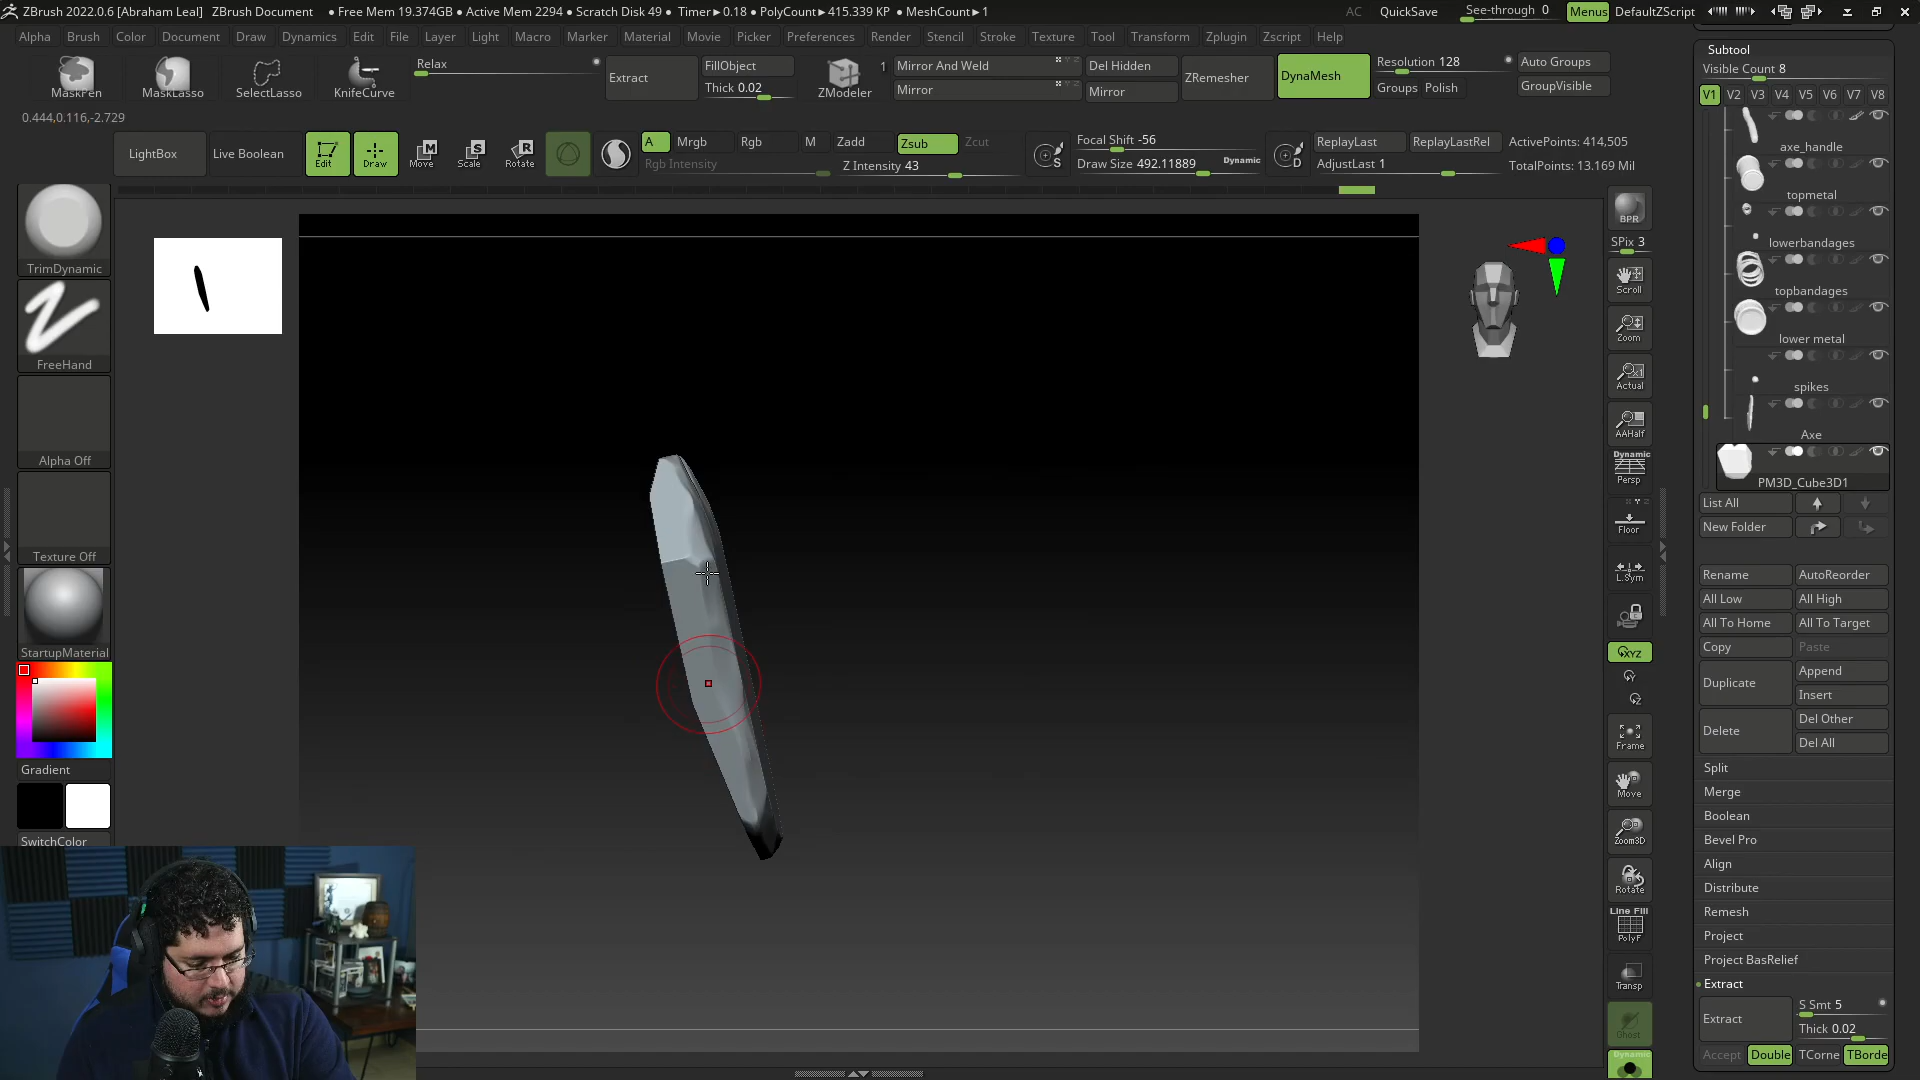 ZBrush 2022.0.6 [Abraham Leal] ZBrush Document ● Free Mem 19.374GB ● Active Mem 2294 ● Scratch Disk 49 ● Timer▸0.18 ● PolyCount▸415.339 KP ● MeshCount▸1 AC QuickSave See-through 0 Menus DefaultZScript
Alpha Brush Color Document Draw Dynamics Edit File Layer Light Macro Marker Material Movie Picker Preferences Render Stencil Stroke Texture Tool Transform Zplugin Zscript Help
MaskPen MaskLasso SelectLasso KnifeCurve Relax Extract FillObject Thick 0.02 ZModeler 1 Mirror And Weld Mirror Del Hidden Mirror ZRemesher DynaMesh Resolution 128 Groups Polish Auto Groups GroupVisible
0.444,0.116,-2.729
LightBox Live Boolean Edit Draw Move Scale Rotate A Mrgb Rgb M Zadd Zsub Zcut Focal Shift -56 ReplayLast ReplayLastRel ActivePoints: 414,505
Rgb Intensity Z Intensity 43 Draw Size 492.11889 Dynamic AdjustLast 1 TotalPoints: 13.169 Mil
S
D
TrimDynamic
FreeHand
Alpha Off
Texture Off
StartupMaterial
Gradient
SwitchColor
BPR
SPix 3
Scroll
Zoom
Actual
AAHalf
Dynamic
Persp
Floor
L.Sym
XYZ
Y
Z
Frame
Move
Zoom3D
Rotate
Line Fill
PolyF
Transp
Ghost
Dynamic
Subtool
Visible Count 8
V1 V2 V3 V4 V5 V6 V7 V8
axe_handle
topmetal
lowerbandages
topbandages
lower metal
spikes
Axe
PM3D_Cube3D1
List All
New Folder
Rename AutoReorder
All Low All High
All To Home All To Target
Copy Paste
Duplicate Append
Insert
Delete Del Other
Del All
Split
Merge
Boolean
Bevel Pro
Align
Distribute
Remesh
Project
Project BasRelief
Extract
Extract S Smt 5
Thick 0.02
Accept Double TCorne TBorde